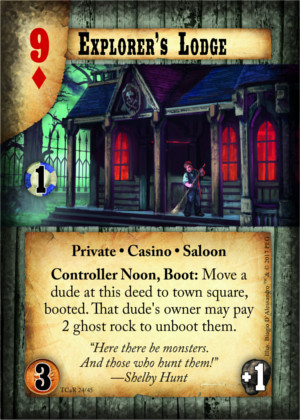 9
EXPLORER'S LODGE
1
Private • Casino • Saloon
Controller Noon, Boot: Move a
dude at this deed to town square,
booted. That dude's owner may pay
2 ghost rock to unboot them.
"Here there be monsters.
And those who hunt them!"
—Shelby Hunt
3
24/45
+1